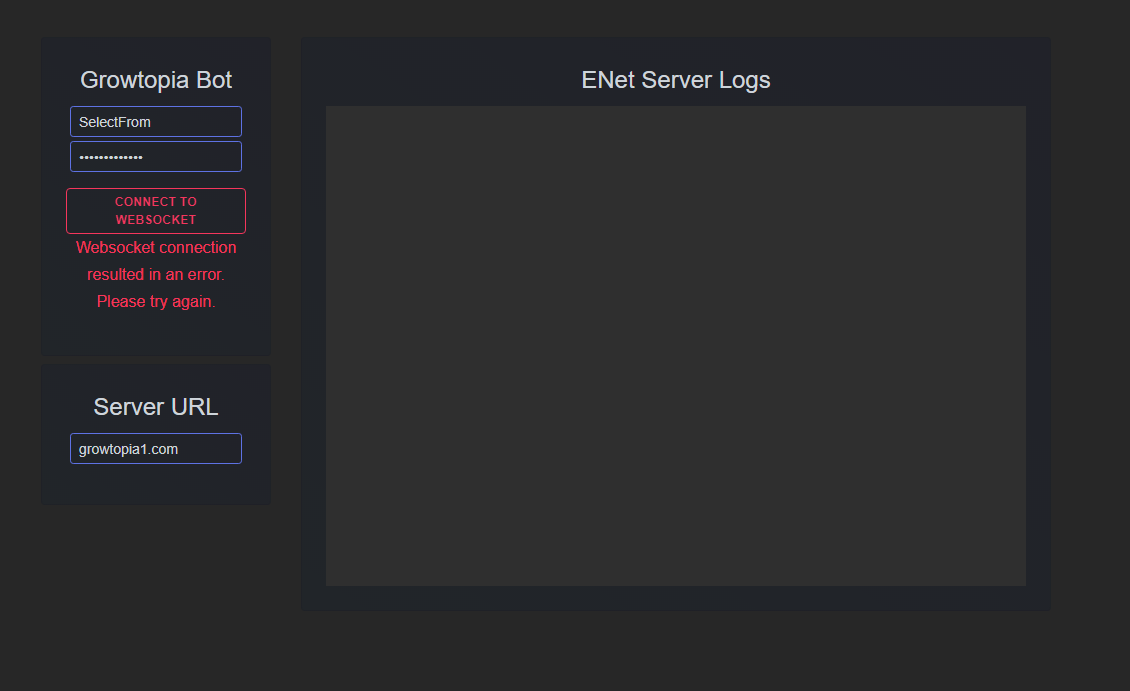 Growtopia Bot
SelectFrom
•••••••••••••
CONNECT TO
WEBSOCKET
Websocket connection
resulted in an error.
Please try again.
Server URL
growtopia1.com
ENet Server Logs